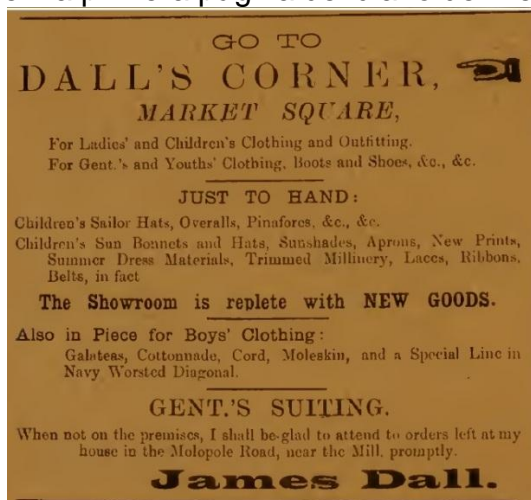 GO TO
DALL'S CORNER,
MARKET SQUARE,
For Ladies' and Children's Clothing and Outfitting.
For Gent.'s and Youths' Clothing, Boots and Shoes, &c., &c.
JUST TO HAND:
Children's Sailor Hats, Overalls, Pinafores, &c., &c.
Children's Sun Bonnets and Hats, Sunshades, Aprons, New Prints,
Summer Dress Materials, Trimmed Millinery, Laces, Ribbons,
Belts, in fact
The Showroom is replete with NEW GOODS.
Also in Piece for Boys' Clothing:
Galateas, Cottonnade, Cord, Moleskin, and a Special Line in
Navy Worsted Diagonal.
GENT.'S SUITING.
When not on the premises, I shall be glad to attend to orders left at my
house in the Molopole Road, near the Mill, promptly.
James Dall.